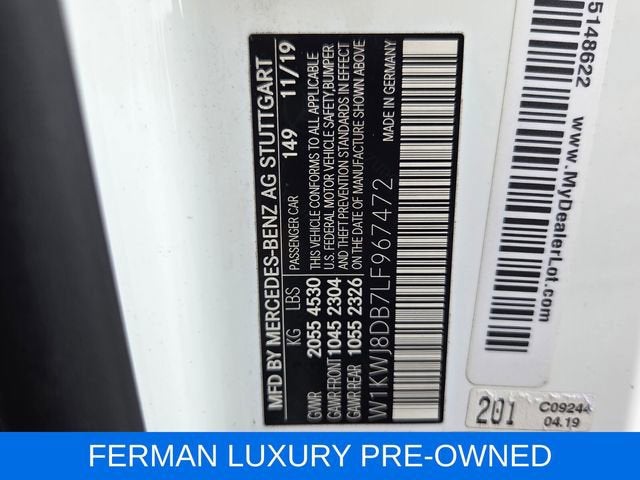 MFD BY MERCEDES-BENZ AG STUTTGART
KG LBS PASSENGER CAR 149 11/19
GVWR 2055 4530
GAWR FRONT 1045 2304
GAWR REAR 1055 2326
THIS VEHICLE CONFORMS TO ALL APPLICABLE
U.S. FEDERAL MOTOR VEHICLE SAFETY, BUMPER
AND THEFT PREVENTION STANDARDS IN EFFECT
ON THE DATE OF MANUFACTURE SHOWN ABOVE
MADE IN GERMANY
W1KWJ8DB7LF967472
5148622
www.MyDealerLot.com
201
C09244
04.19
FERMAN LUXURY PRE-OWNED